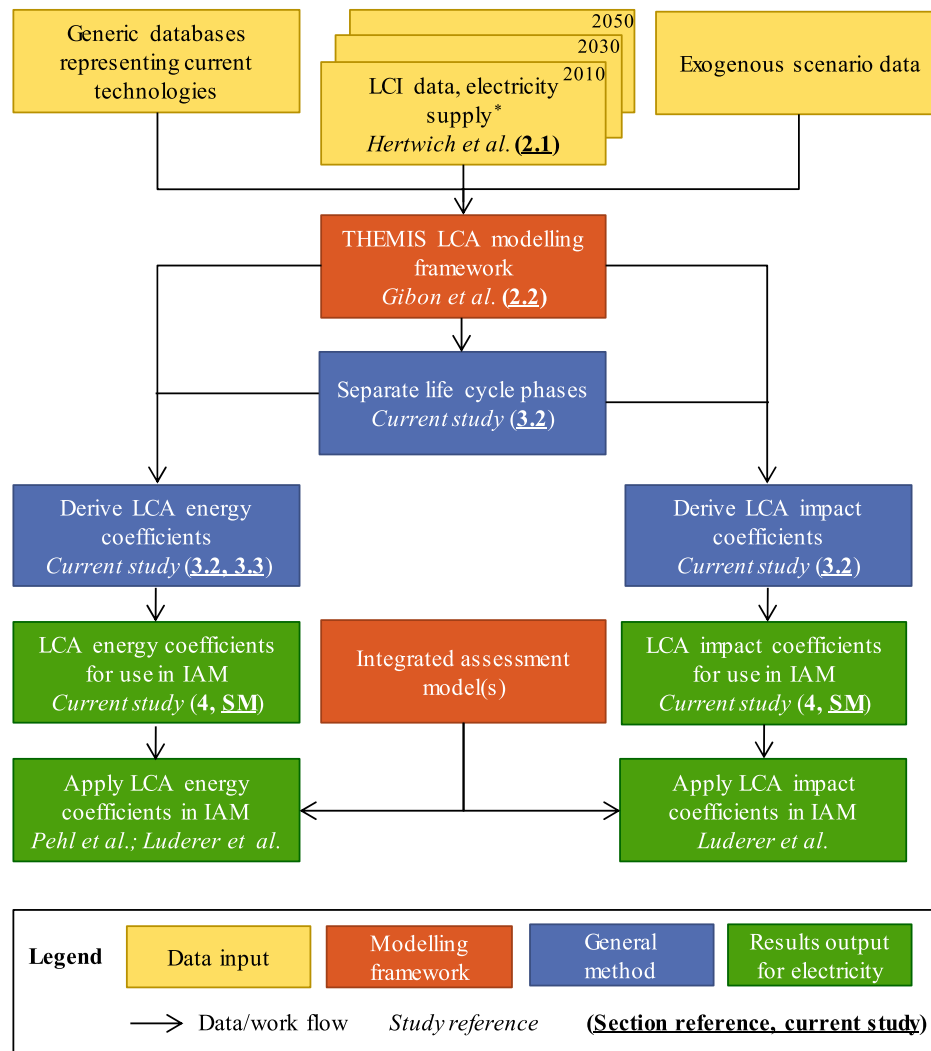 Generic databases
representing current
technologies
2050
2030
2010
LCI data, electricity
supply*
Hertwich et al. (2.1)
Exogenous scenario data
THEMIS LCA modelling
framework
Gibon et al. (2.2)
Separate life cycle phases
Current study (3.2)
Derive LCA energy
coefficients
Current study (3.2, 3.3)
Derive LCA impact
coefficients
Current study (3.2)
LCA energy coefficients
for use in IAM
Current study (4, SM)
Integrated assessment
model(s)
LCA impact coefficients
for use in IAM
Current study (4, SM)
Apply LCA energy
coefficients in IAM
Pehl et al.; Luderer et al.
Apply LCA impact
coefficients in IAM
Luderer et al.
Legend
Data input
Modelling
framework
General
method
Results output
for electricity
Data/work flow
Study reference
(Section reference, current study)